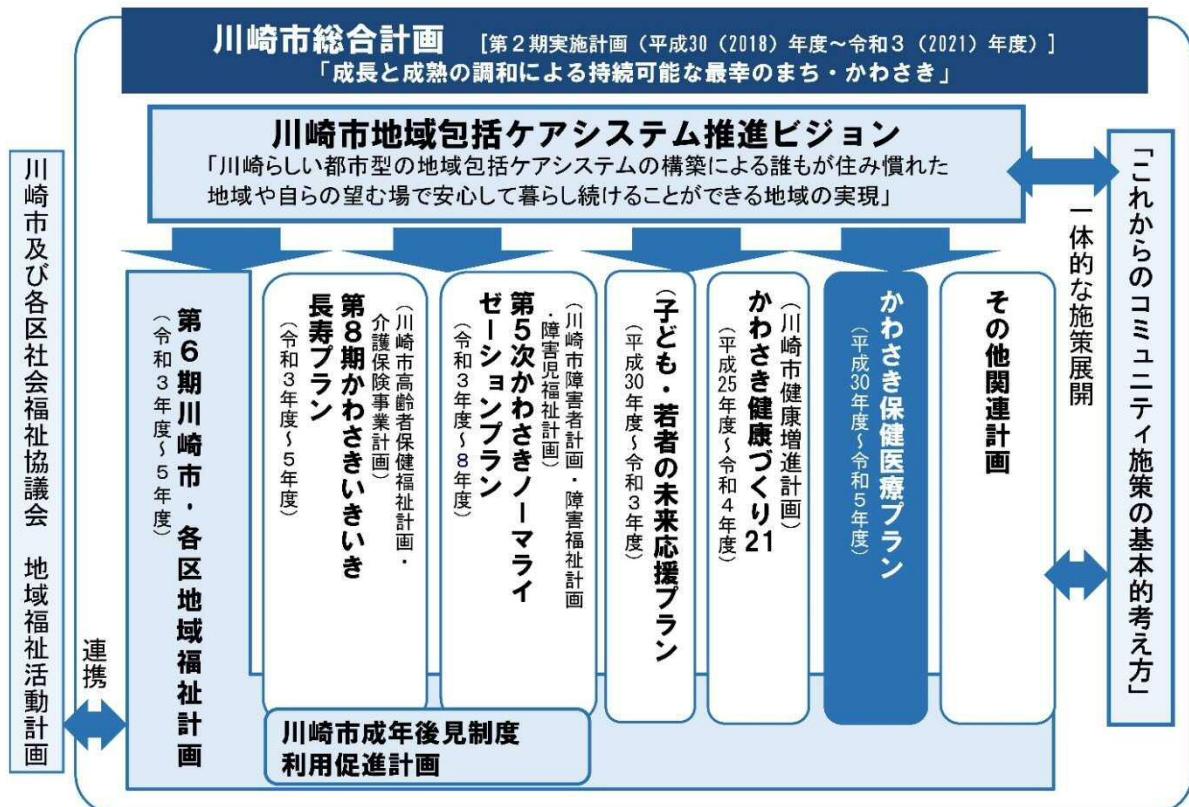 川崎市総合計画 [第２期実施計画（平成30（2018）年度～令和３（2021）年度）]
「成長と成熟の調和による持続可能な最幸のまち・かわさき」
川崎市地域包括ケアシステム推進ビジョン
「川崎らしい都市型の地域包括ケアシステムの構築による誰もが住み慣れた
地域や自らの望む場で安心して暮らし続けることができる地域の実現」
「これからのコミュニティ施策の基本的考え方」
一体的な施策展開
その他関連計画
かわさき保健医療プラン
（平成30年度～令和５年度）
（川崎市健康増進計画）
かわさき健康づくり21
（平成25年度～令和４年度）
（子ども・若者の未来応援プラン
（平成30年度～令和３年度）
（川崎市障害者計画・障害福祉計画
・障害児福祉計画）
第５次かわさきノーマライ
ゼーションプラン
（令和３年度～８年度）
（川崎市高齢者保健福祉計画・
介護保険事業計画）
第８期かわさきいきいき
長寿プラン
（令和３年度～５年度）
第６期川崎市・各区地域福祉計画
（令和３年度～５年度）
川崎市成年後見制度
利用促進計画
連携
川崎市及び各区社会福祉協議会　地域福祉活動計画